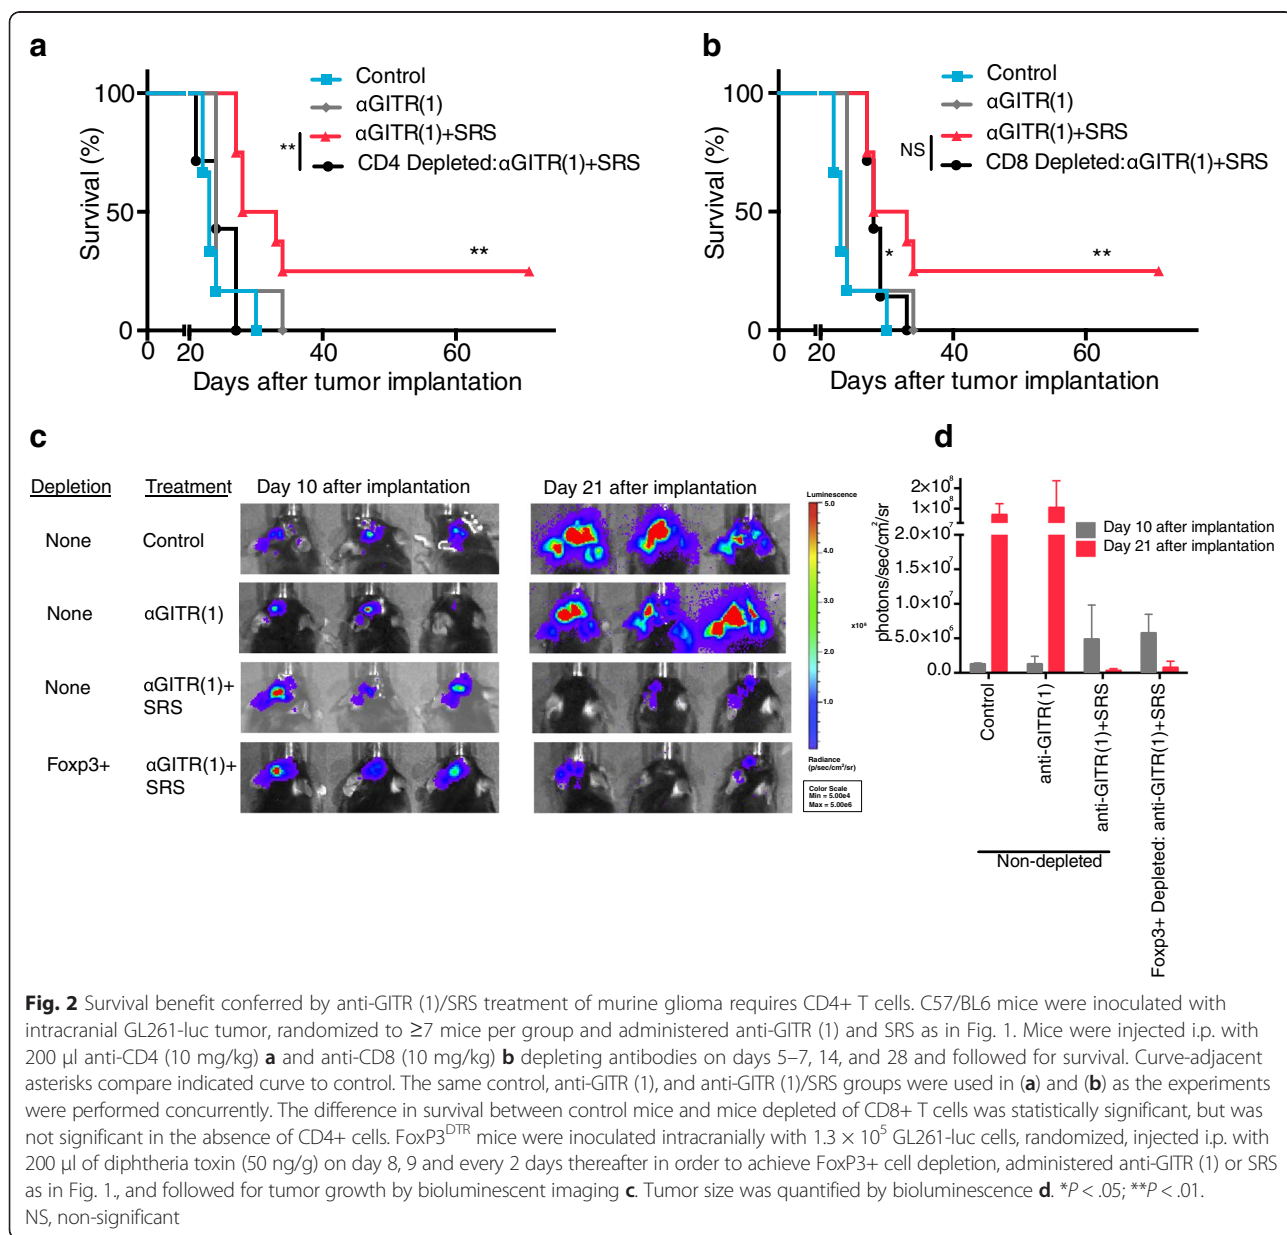 a
Control
αGITR(1)
αGITR(1)+SRS
CD4 Depleted:αGITR(1)+SRS
**
**
100
50
0
Survival (%)
0 20 40 60
Days after tumor implantation
b
Control
αGITR(1)
αGITR(1)+SRS
CD8 Depleted:αGITR(1)+SRS
NS
*
**
100
50
0
Survival (%)
0 20 40 60
Days after tumor implantation
c
Depletion Treatment Day 10 after implantation Day 21 after implantation
None Control
None αGITR(1)
None αGITR(1)+
SRS
Foxp3+ αGITR(1)+
SRS
Luminescence
5.0
4.0
3.0
x10⁶
2.0
1.0
Radiance
(p/sec/cm²/sr)
Color Scale
Min = 5.00e4
Max = 5.00e6
d
2×10⁸
1×10⁸
2.0×10⁷
1.5×10⁷
1.0×10⁷
5.0×10⁶
0.0
photons/sec/cm²/sr
Day 10 after implantation
Day 21 after implantation
Control
anti-GITR(1)
anti-GITR(1)+SRS
Foxp3+ Depleted: anti-GITR(1)+SRS
Non-depleted
Fig. 2 Survival benefit conferred by anti-GITR (1)/SRS treatment of murine glioma requires CD4+ T cells. C57/BL6 mice were inoculated with
intracranial GL261-luc tumor, randomized to ≥7 mice per group and administered anti-GITR (1) and SRS as in Fig. 1. Mice were injected i.p. with
200 μl anti-CD4 (10 mg/kg) a and anti-CD8 (10 mg/kg) b depleting antibodies on days 5–7, 14, and 28 and followed for survival. Curve-adjacent
asterisks compare indicated curve to control. The same control, anti-GITR (1), and anti-GITR (1)/SRS groups were used in (a) and (b) as the experiments
were performed concurrently. The difference in survival between control mice and mice depleted of CD8+ T cells was statistically significant, but was
not significant in the absence of CD4+ cells. FoxP3ᴰᵀᴿ mice were inoculated intracranially with 1.3 × 10⁵ GL261-luc cells, randomized, injected i.p. with
200 μl of diphtheria toxin (50 ng/g) on day 8, 9 and every 2 days thereafter in order to achieve FoxP3+ cell depletion, administered anti-GITR (1) or SRS
as in Fig. 1., and followed for tumor growth by bioluminescent imaging c. Tumor size was quantified by bioluminescence d. *P < .05; **P < .01.
NS, non-significant